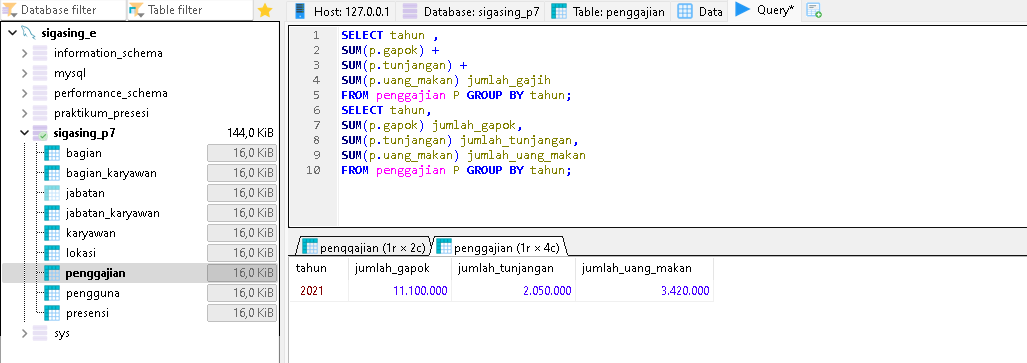 Database filter
Table filter
Host: 127.0.0.1
Database: sigasing_p7
Table: penggajian
Data
Query*
sigasing_e
information_schema
mysql
performance_schema
praktikum_presesi
sigasing_p7 144,0 KiB
bagian 16,0 KiB
bagian_karyawan 16,0 KiB
jabatan 16,0 KiB
jabatan_karyawan 16,0 KiB
karyawan 16,0 KiB
lokasi 16,0 KiB
penggajian 16,0 KiB
pengguna 16,0 KiB
presensi 16,0 KiB
sys
1 SELECT tahun ,
2 SUM(p.gapok) +
3 SUM(p.tunjangan) +
4 SUM(p.uang_makan) jumlah_gajih
5 FROM penggajian P GROUP BY tahun;
6 SELECT tahun,
7 SUM(p.gapok) jumlah_gapok,
8 SUM(p.tunjangan) jumlah_tunjangan,
9 SUM(p.uang_makan) jumlah_uang_makan
10 FROM penggajian P GROUP BY tahun;
penggajian (1r × 2c)
penggajian (1r × 4c)
tahun jumlah_gapok jumlah_tunjangan jumlah_uang_makan
2021 11.100.000 2.050.000 3.420.000